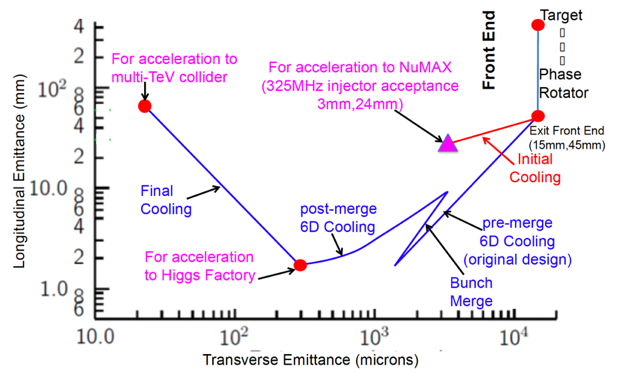 Target
Front End
Phase
Rotator
For acceleration to
multi-TeV collider
For acceleration to NuMAX
(325MHz injector acceptance
3mm,24mm)
Exit Front End
(15mm,45mm)
Initial
Cooling
Final
Cooling
post-merge
6D Cooling
pre-merge
6D Cooling
(original design)
For acceleration
to Higgs Factory
Bunch
Merge
Longitudinal Emittance (mm)
4
2
10²
8
6
4
2
10.0
8
6
4
2
1.0
8
6
10.0
10²
10³
10⁴
Transverse Emittance (microns)